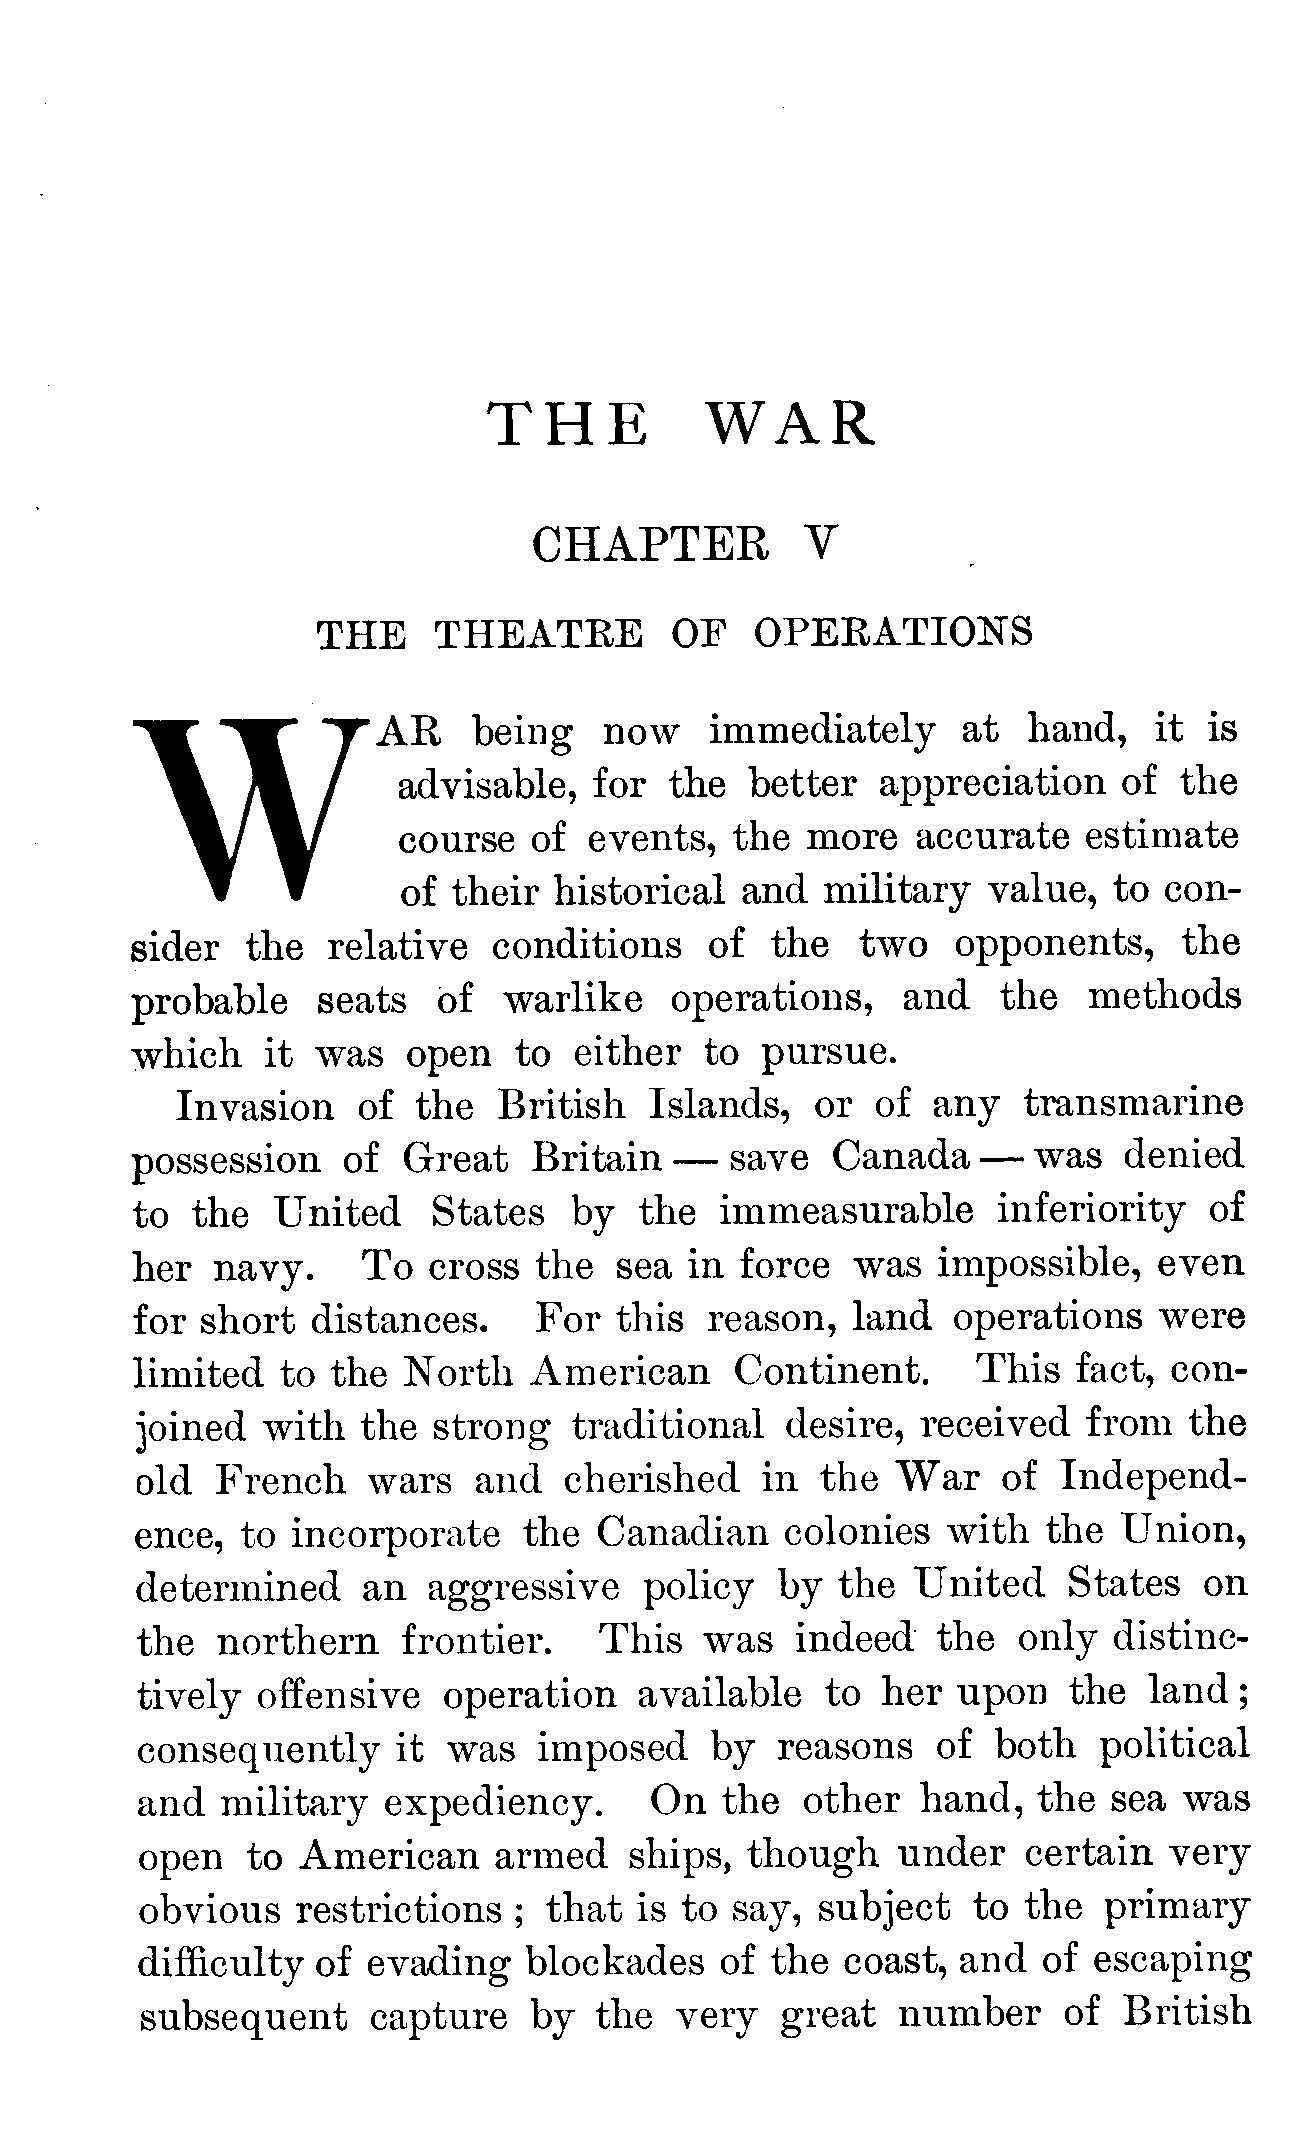 THE WAR
CHAPTER V
THE THEATRE OF OPERATIONS
WAR being now immediately at hand, it is
advisable, for the better appreciation of the
course of events, the more accurate estimate
of their historical and military value, to con-
sider the relative conditions of the two opponents, the
probable seats of warlike operations, and the methods
which it was open to either to pursue.
Invasion of the British Islands, or of any transmarine
possession of Great Britain — save Canada — was denied
to the United States by the immeasurable inferiority of
her navy. To cross the sea in force was impossible, even
for short distances. For this reason, land operations were
limited to the North American Continent. This fact, con-
joined with the strong traditional desire, received from the
old French wars and cherished in the War of Independ-
ence, to incorporate the Canadian colonies with the Union,
determined an aggressive policy by the United States on
the northern frontier. This was indeed the only distinc-
tively offensive operation available to her upon the land;
consequently it was imposed by reasons of both political
and military expediency. On the other hand, the sea was
open to American armed ships, though under certain very
obvious restrictions; that is to say, subject to the primary
difficulty of evading blockades of the coast, and of escaping
subsequent capture by the very great number of British